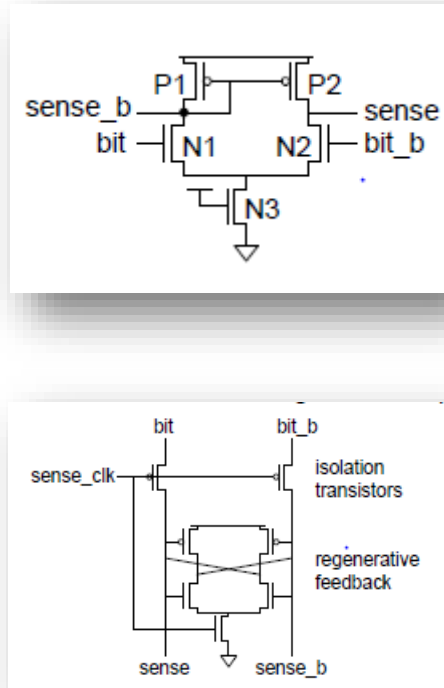 P1 P2
sense_b sense
bit N1 N2 bit_b
N3
bit bit_b
sense_clk isolation
transistors
regenerative
feedback
sense sense_b